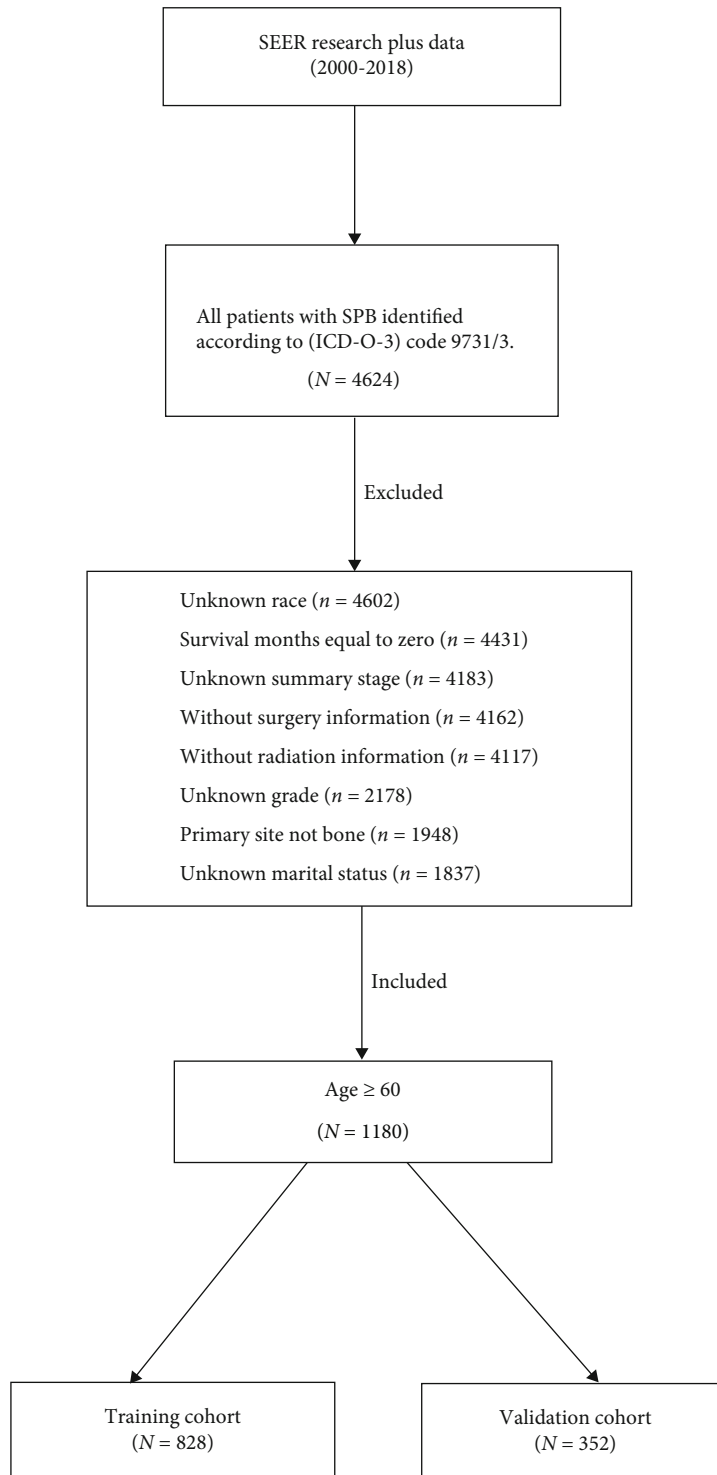 SEER research plus data
(2000-2018)
All patients with SPB identified
according to (ICD-O-3) code 9731/3.
(N = 4624)
Excluded
Unknown race (n = 4602)
Survival months equal to zero (n = 4431)
Unknown summary stage (n = 4183)
Without surgery information (n = 4162)
Without radiation information (n = 4117)
Unknown grade (n = 2178)
Primary site not bone (n = 1948)
Unknown marital status (n = 1837)
Included
Age ≥ 60
(N = 1180)
Training cohort
(N = 828)
Validation cohort
(N = 352)